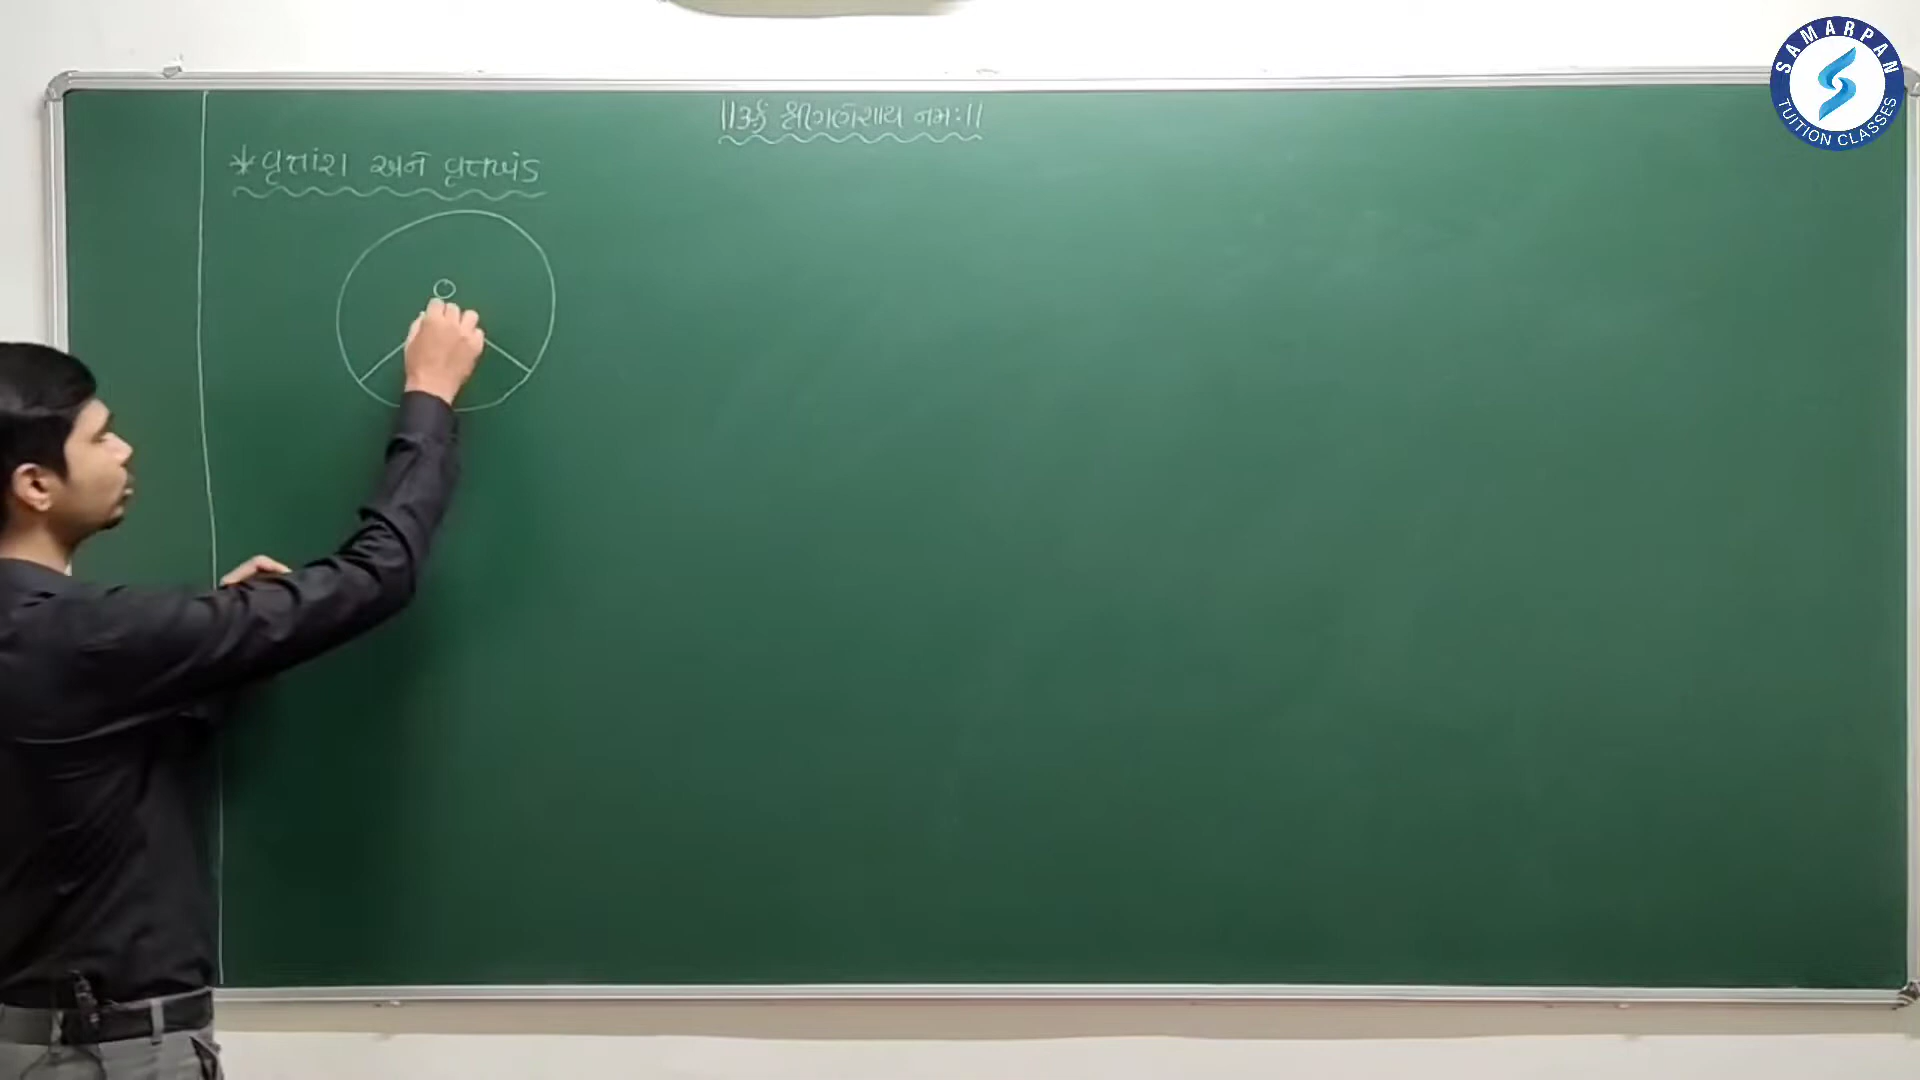 ||ૐ શ્રી ગણેશાય નમઃ||
*વૃત્તાંશ અને વૃત્તખંડ
O
SAMARPAN
S
TUITION CLASSES